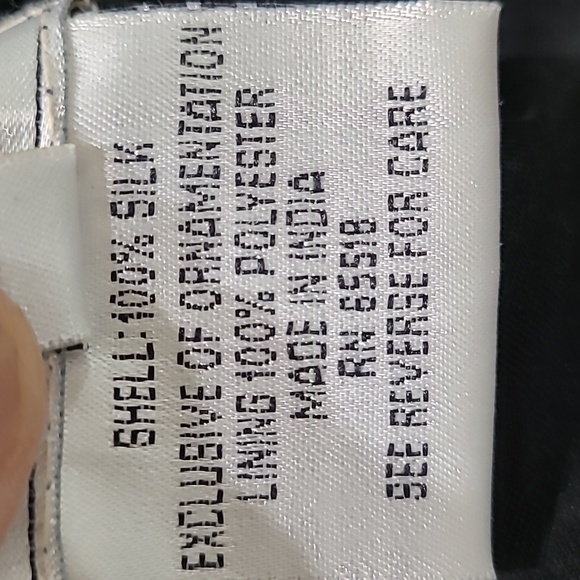 SHELL: 100% SILK
EXCLUSIVE OF ORNAMENTATION
LINING 100% POLYESTER
MADE IN INDIA
RN 65518
SEE REVERSE FOR CARE